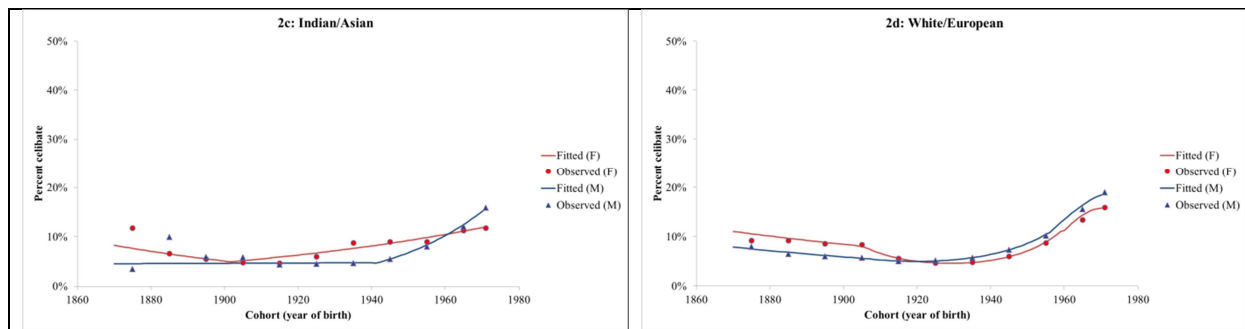 2c: Indian/Asian
50%
40%
30%
20%
10%
0%
1860 1880 1900 1920 1940 1960 1980
Percent celibate
Cohort (year of birth)
Fitted (F)
Observed (F)
Fitted (M)
Observed (M)
2d: White/European
50%
40%
30%
20%
10%
0%
1860 1880 1900 1920 1940 1960 1980
Percent celibate
Cohort (year of birth)
Fitted (F)
Observed (F)
Fitted (M)
Observed (M)